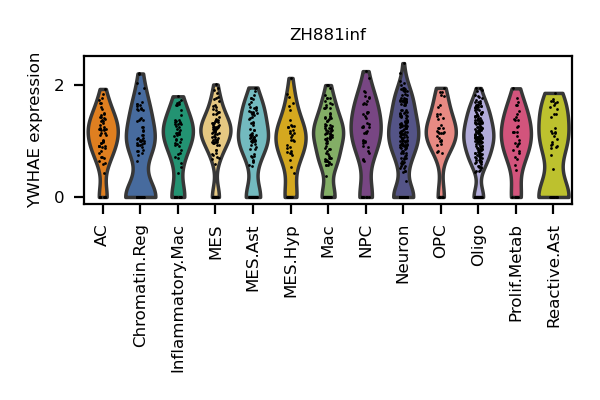 ZH881inf
YWHAE expression
2
0
AC
Chromatin.Reg
Inflammatory.Mac
MES
MES.Ast
MES.Hyp
Mac
NPC
Neuron
OPC
Oligo
Prolif.Metab
Reactive.Ast